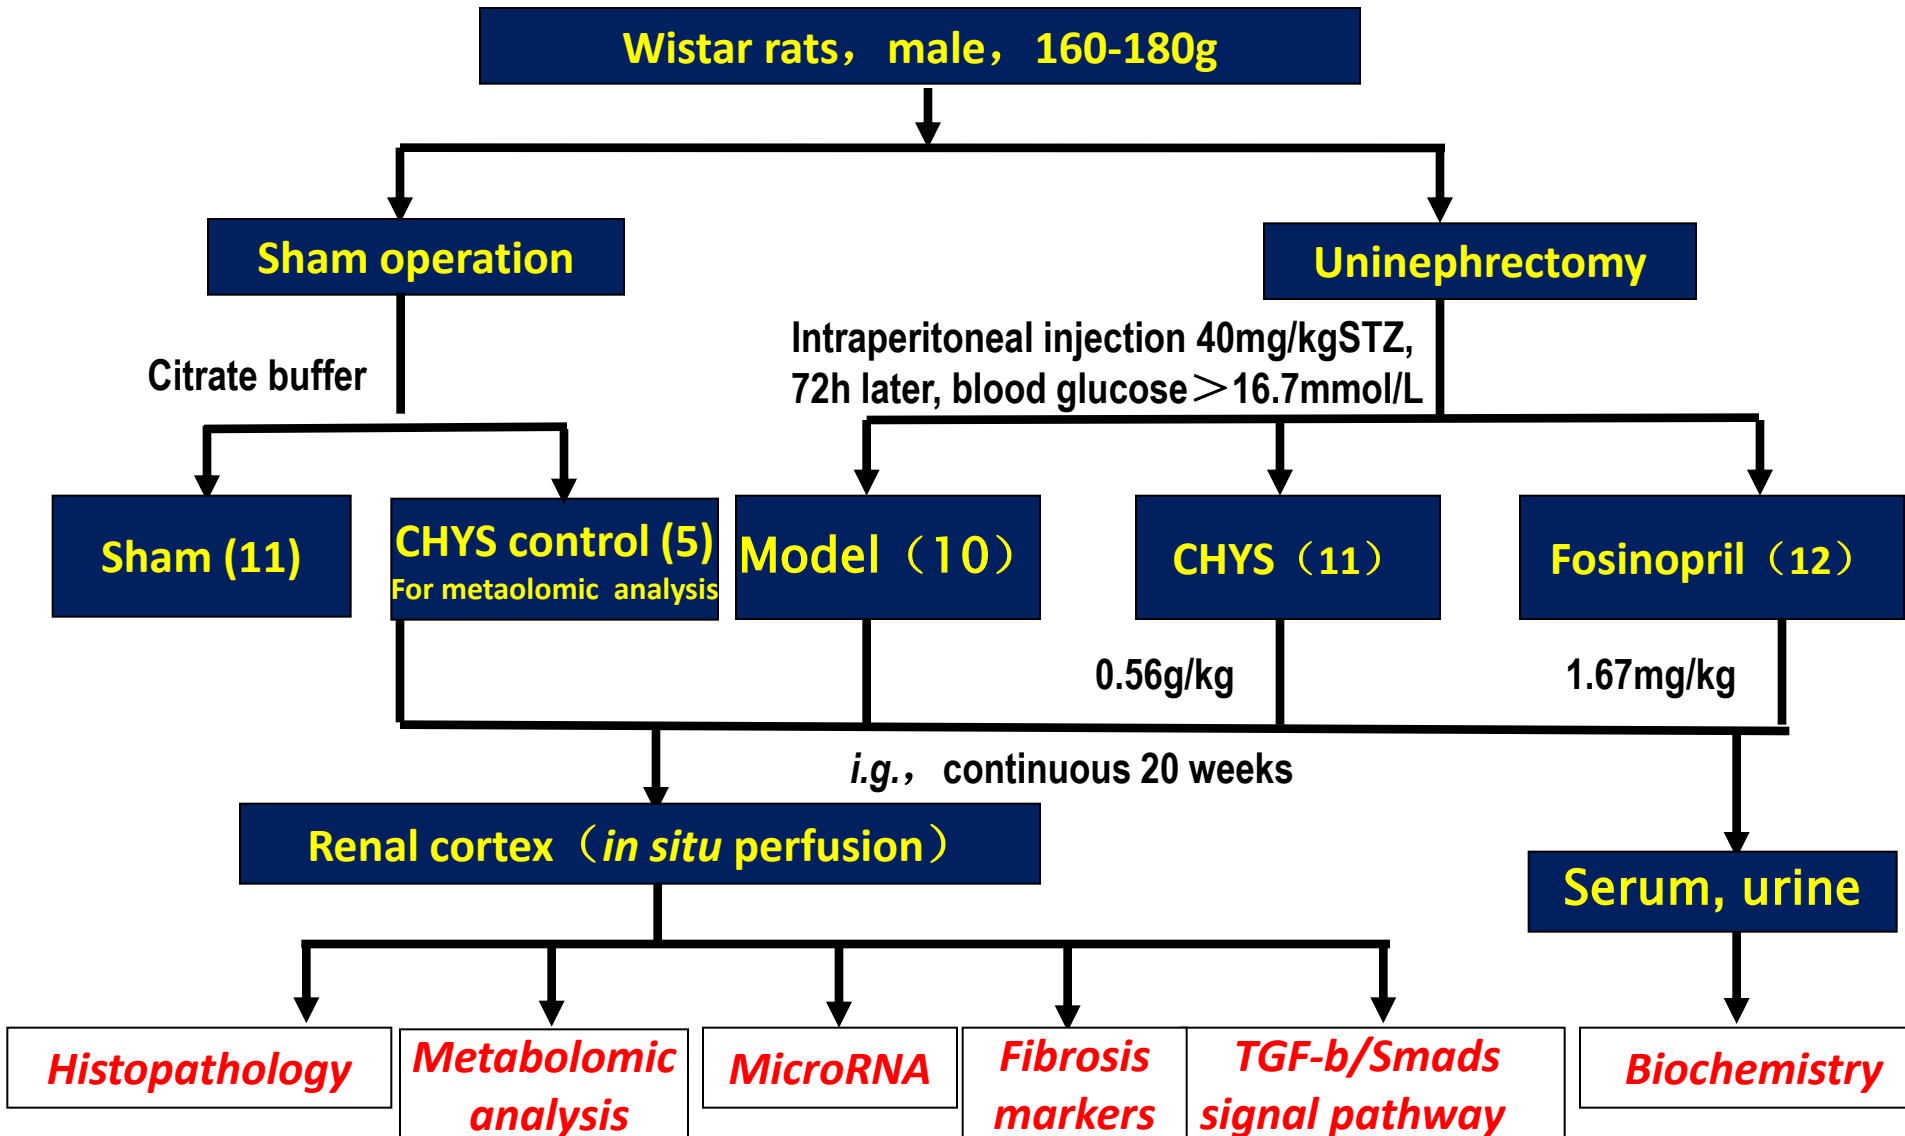 Wistar rats， male， 160-180g
Sham operation
Uninephrectomy
Citrate buffer
Intraperitoneal injection 40mg/kgSTZ,
72h later, blood glucose＞16.7mmol/L
Sham (11)
CHYS control (5)
For metaolomic analysis
Model（10）
CHYS（11）
Fosinopril（12）
0.56g/kg
1.67mg/kg
i.g.， continuous 20 weeks
Renal cortex（in situ perfusion）
Serum, urine
Histopathology
Metabolomic
analysis
MicroRNA
Fibrosis
markers
TGF-b/Smads
signal pathway
Biochemistry